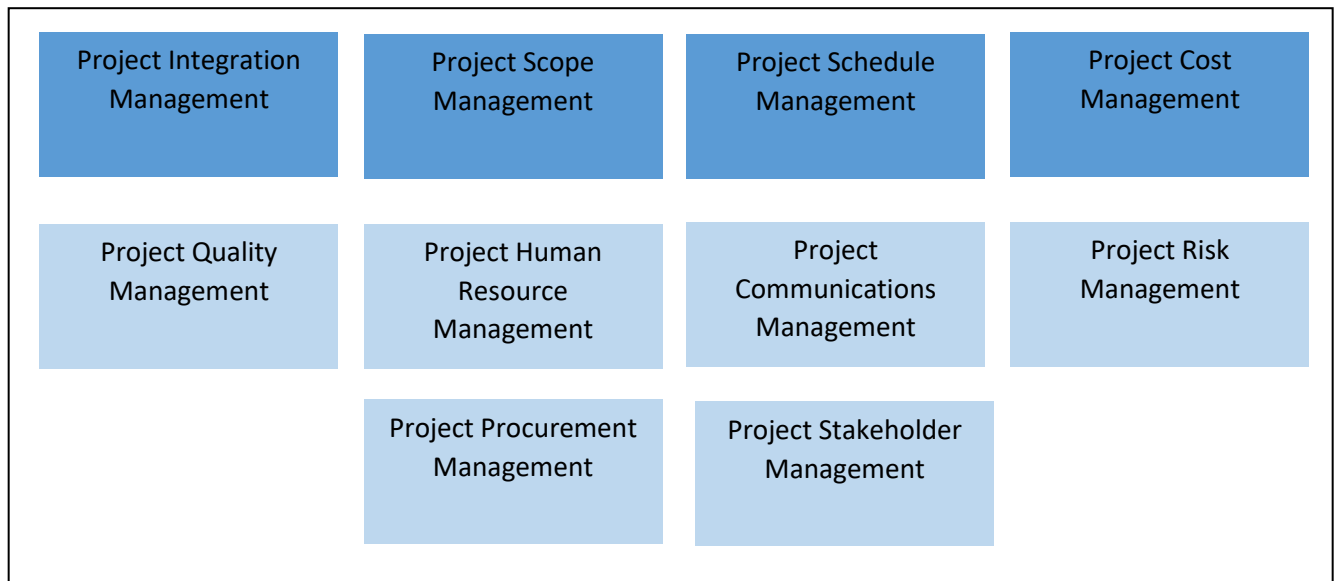 Project Integration
Management
Project Scope
Management
Project Schedule
Management
Project Cost
Management
Project Quality
Management
Project Human
Resource
Management
Project
Communications
Management
Project Risk
Management
Project Procurement
Management
Project Stakeholder
Management